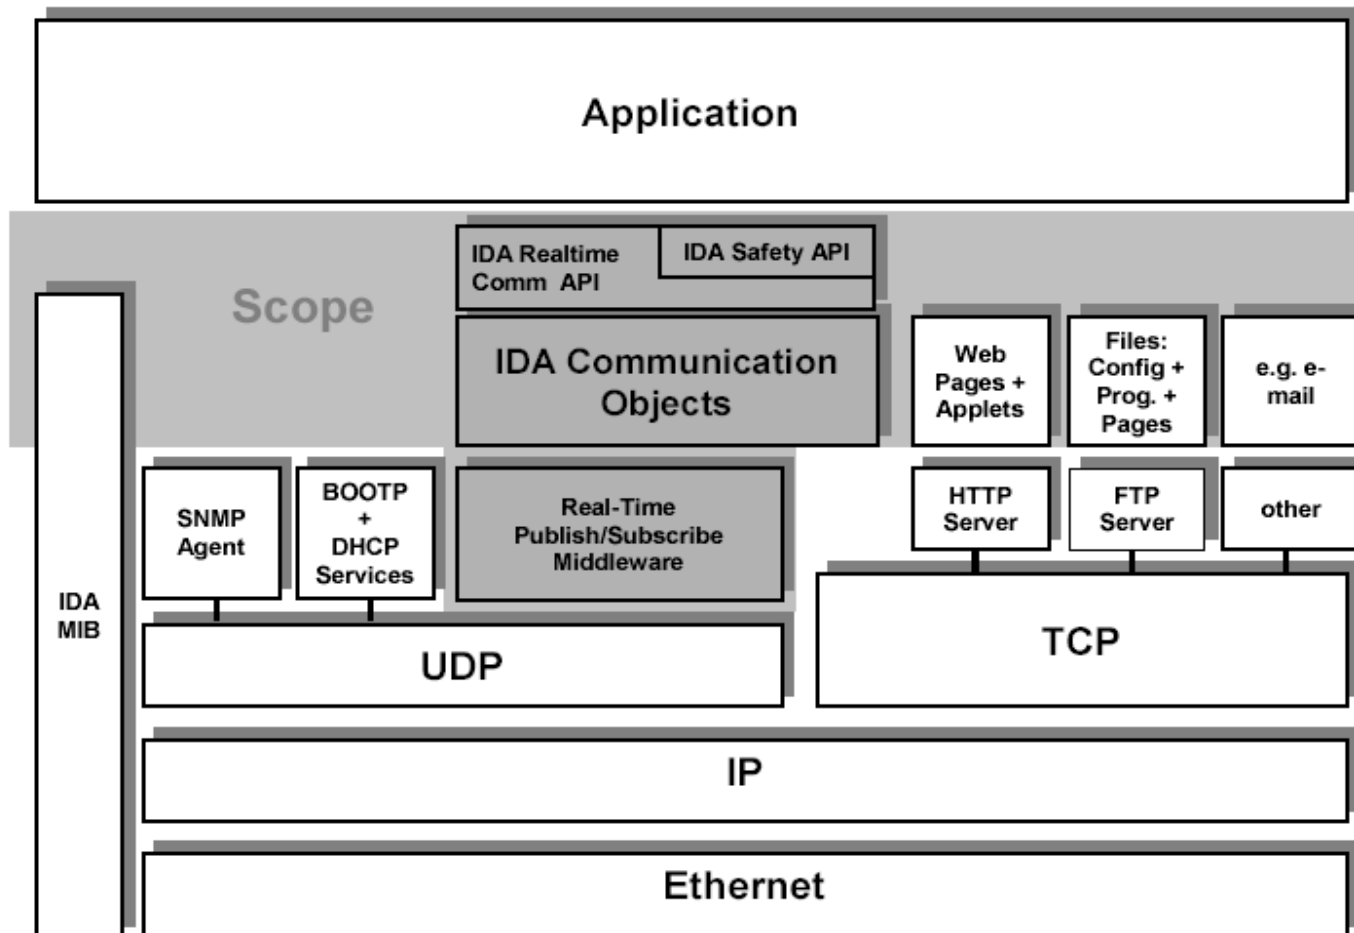 Application
IDA Realtime
Comm API
IDA Safety API
Scope
IDA Communication
Objects
Web
Pages +
Applets
Files:
Config +
Prog. +
Pages
e.g. e-
mail
IDA
MIB
SNMP
Agent
BOOTP
+
DHCP
Services
Real-Time
Publish/Subscribe
Middleware
HTTP
Server
FTP
Server
other
UDP
TCP
IP
Ethernet